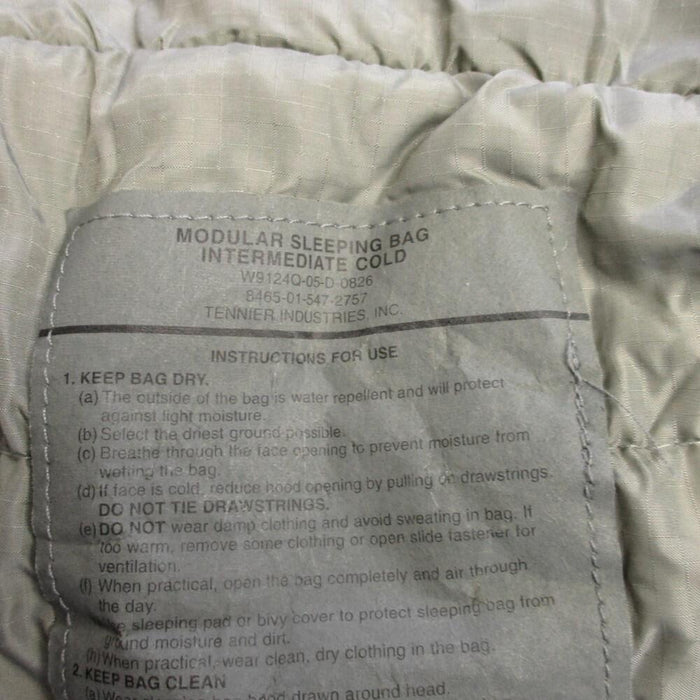 MODULAR SLEEPING BAG
INTERMEDIATE COLD
W9124Q-05-D-0826
8465-01-547-2757
TENNIER INDUSTRIES, INC.
INSTRUCTIONS FOR USE
1. KEEP BAG DRY.
(a) The outside of the bag is water repellent and will protect
against light moisture.
(b) Select the driest ground possible.
(c) Breathe through the face opening to prevent moisture from
wetting the bag.
(d) If face is cold, reduce hood opening by pulling on drawstrings.
DO NOT TIE DRAWSTRINGS.
(e) DO NOT wear damp clothing and avoid sweating in bag. If
too warm, remove some clothing or open slide fastener for
ventilation.
(f) When practical, open the bag completely and air through
the day.
sleeping pad or bivy cover to protect sleeping bag from
ground moisture and dirt.
(h) When practical, wear clean, dry clothing in the bag.
2. KEEP BAG CLEAN
(a) Wear drawn around head.